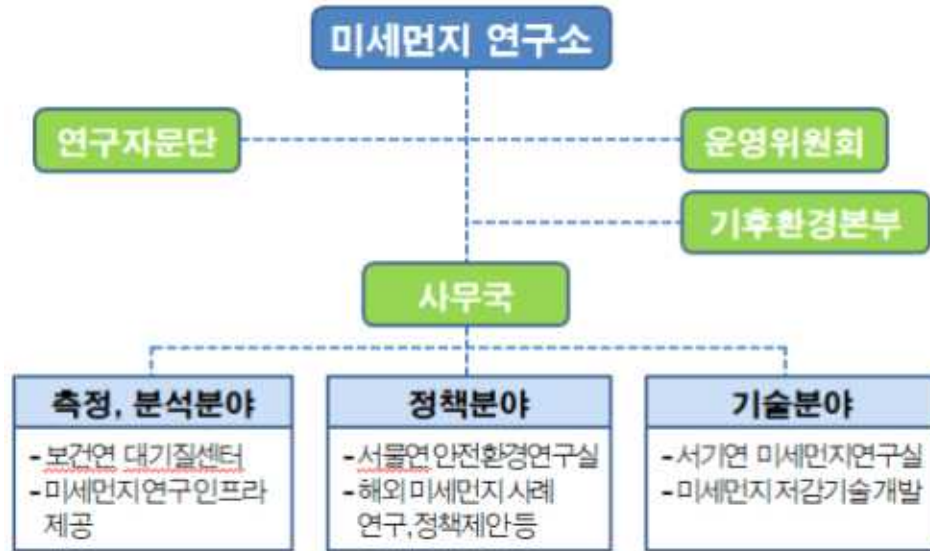 미세먼지 연구소
연구자문단
운영위원회
기후환경본부
사무국
측정, 분석분야
- 보건연 대기질센터
- 미세먼지 연구 인프라
제공
정책분야
- 서물연 안전환경연구실
- 해외 미세먼지 사례
연구, 정책제안 등
기술분야
- 서기연 미세먼지연구실
- 미세먼지 저감기술 개발